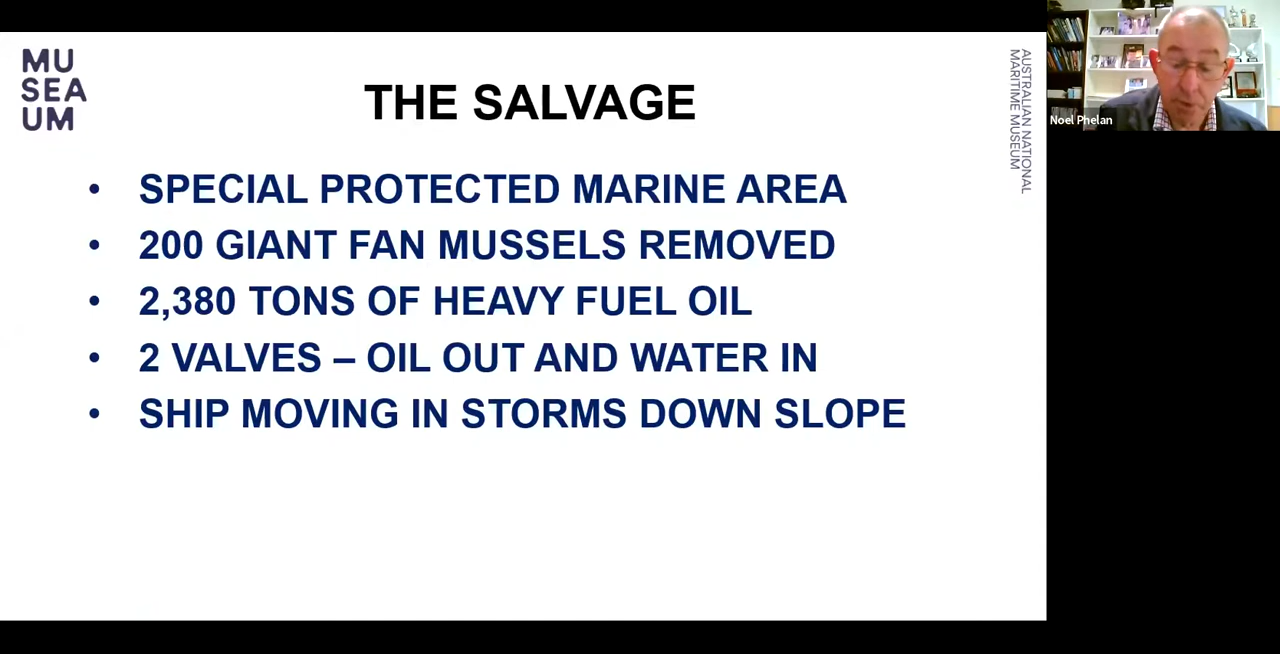 MU
SEA
UM
THE SALVAGE
AUSTRALIAN NATIONAL
MARITIME MUSEUM
Noel Phelan
• SPECIAL PROTECTED MARINE AREA
• 200 GIANT FAN MUSSELS REMOVED
• 2,380 TONS OF HEAVY FUEL OIL
• 2 VALVES – OIL OUT AND WATER IN
• SHIP MOVING IN STORMS DOWN SLOPE